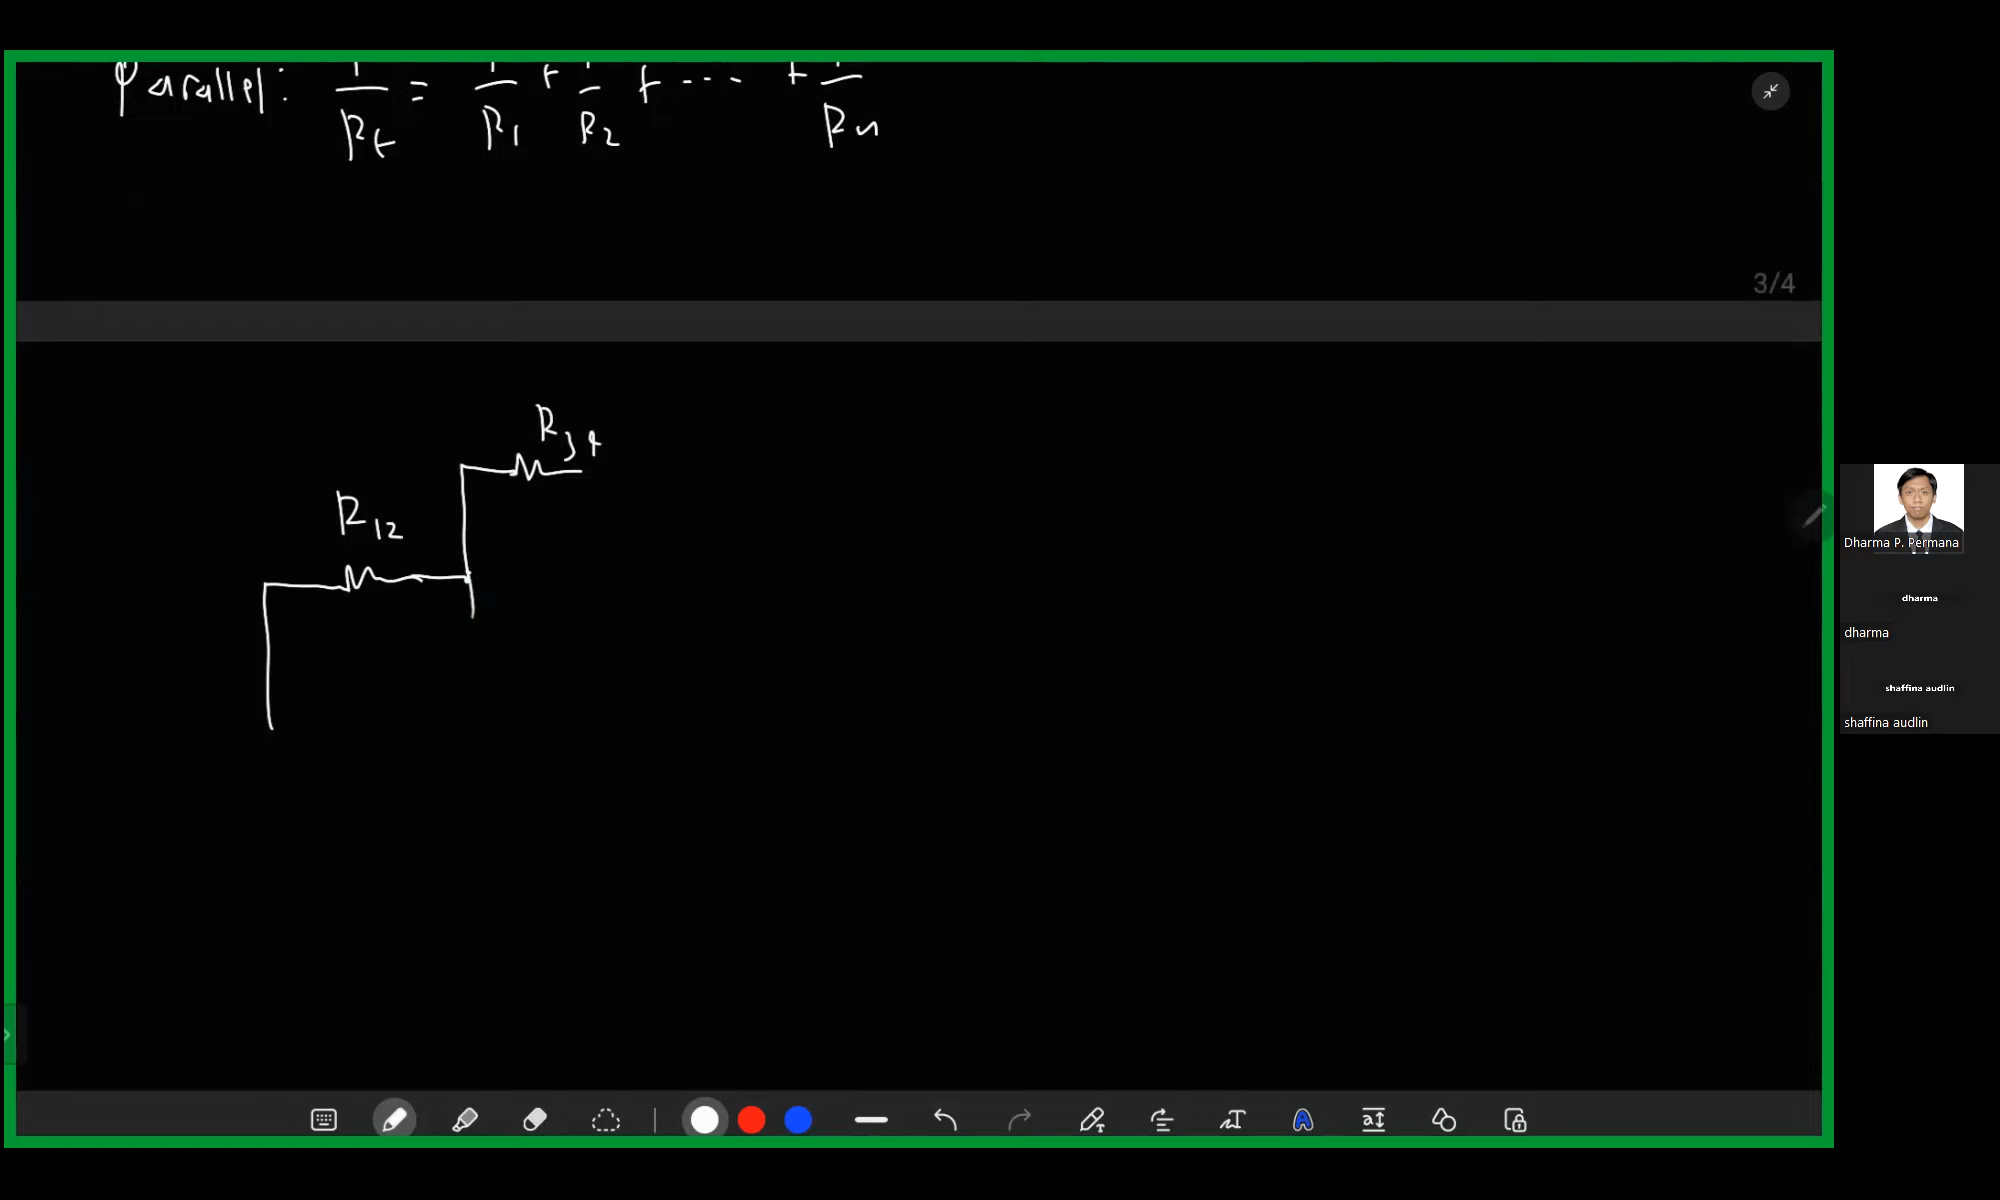 Parallel: 1/Rt = 1/R1 + 1/R2 + --- + 1/Rn
3/4
R34
R12
Dharma P. Permana
dharma
dharma
shaffina audlin
shaffina audlin